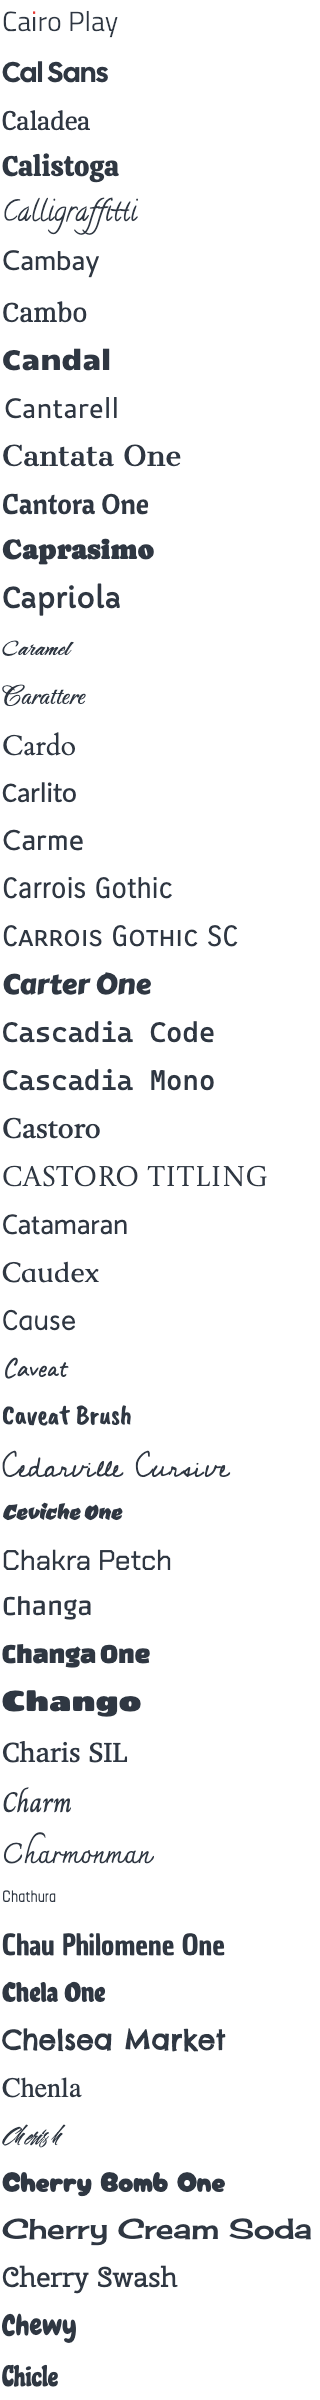 Cairo Play
Cal Sans
Caladea
Calistoga
Calligraffitti
Cambay
Cambo
Candal
Cantarell
Cantata One
Cantora One
Caprasimo
Capriola
Caramel
Carattere
Cardo
Carlito
Carme
Carrois Gothic
Carrois Gothic SC
Carter One
Cascadia Code
Cascadia Mono
Castoro
CASTORO TITLING
Catamaran
Caudex
Cause
Caveat
Caveat Brush
Cedarville Cursive
Ceviche One
Chakra Petch
Changa
Changa One
Chango
Charis SIL
Charm
Charmonman
Chathura
Chau Philomene One
Chela One
Chelsea Market
Chenla
Cherish
Cherry Bomb One
Cherry Cream Soda
Cherry Swash
Chewy
Chicle